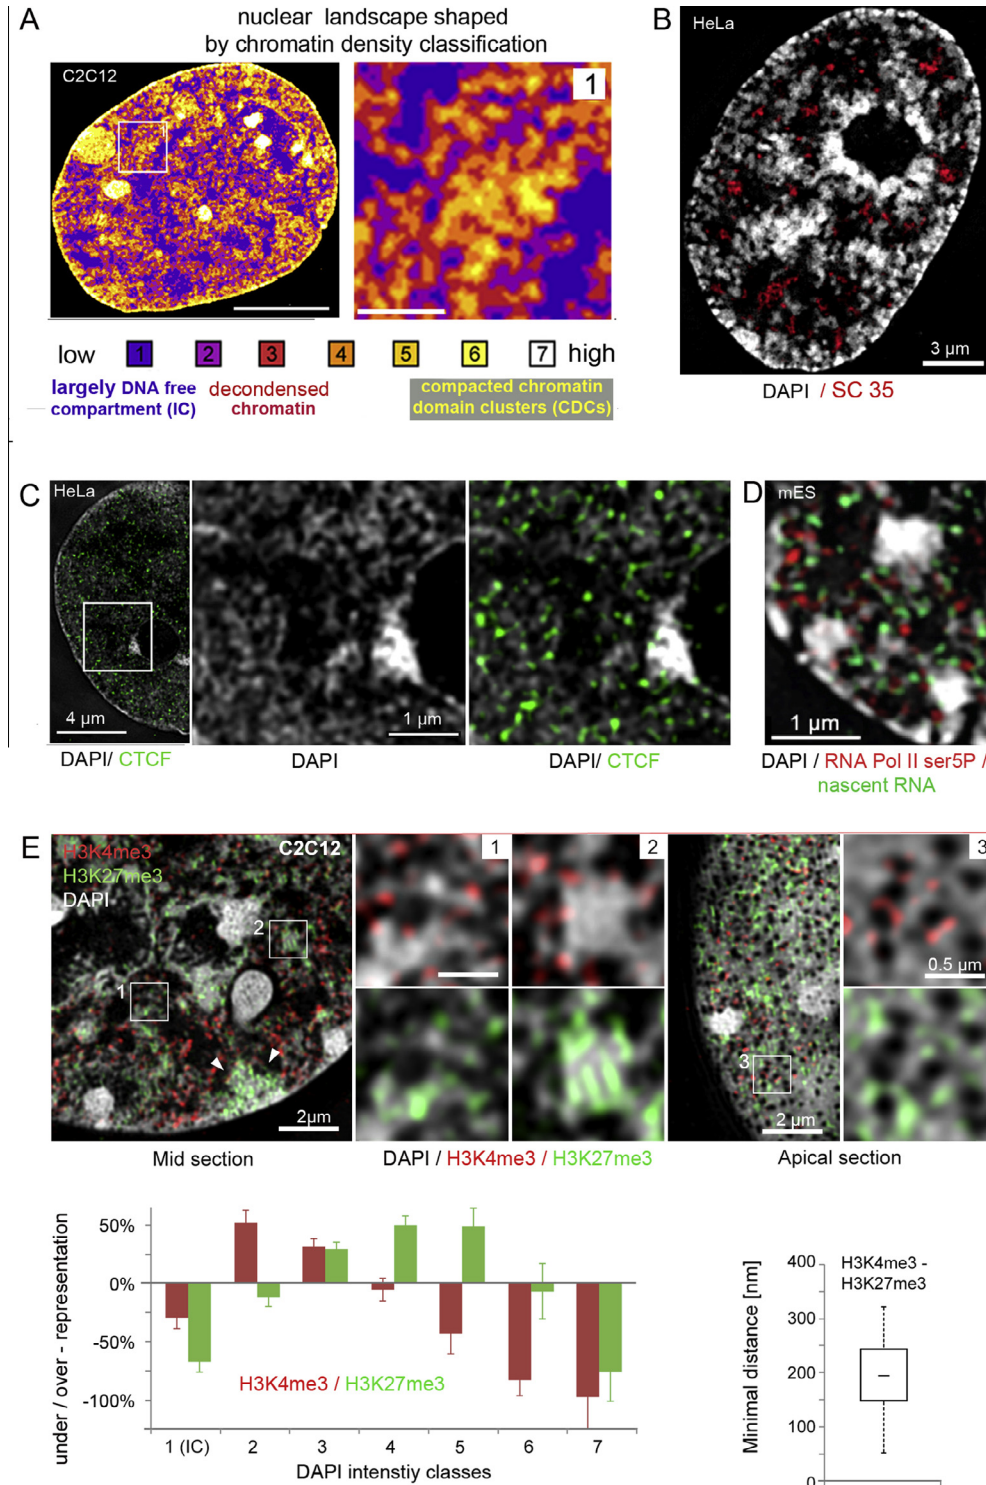 A
nuclear landscape shaped
by chromatin density classification
C2C12
1
low 1 2 3 4 5 6 7 high
largely DNA free
compartment (IC)
decondensed
chromatin
compacted chromatin
domain clusters (CDCs)
B
HeLa
3 µm
DAPI / SC 35
C
HeLa
4 µm
1 µm
DAPI/ CTCF
DAPI
DAPI/ CTCF
D
mES
1 µm
DAPI / RNA Pol II ser5P /
nascent RNA
E
H3K4me3
H3K27me3
DAPI
C2C12
2
1
2µm
1
2
3
2 µm
3
0.5 µm
Mid section
DAPI / H3K4me3 / H3K27me3
Apical section
under / over - representation
50%
0%
-50%
-100%
H3K4me3 / H3K27me3
1 (IC) 2 3 4 5 6 7
DAPI intenstiy classes
Minimal distance [nm]
400
300
200
100
0
H3K4me3 -
H3K27me3